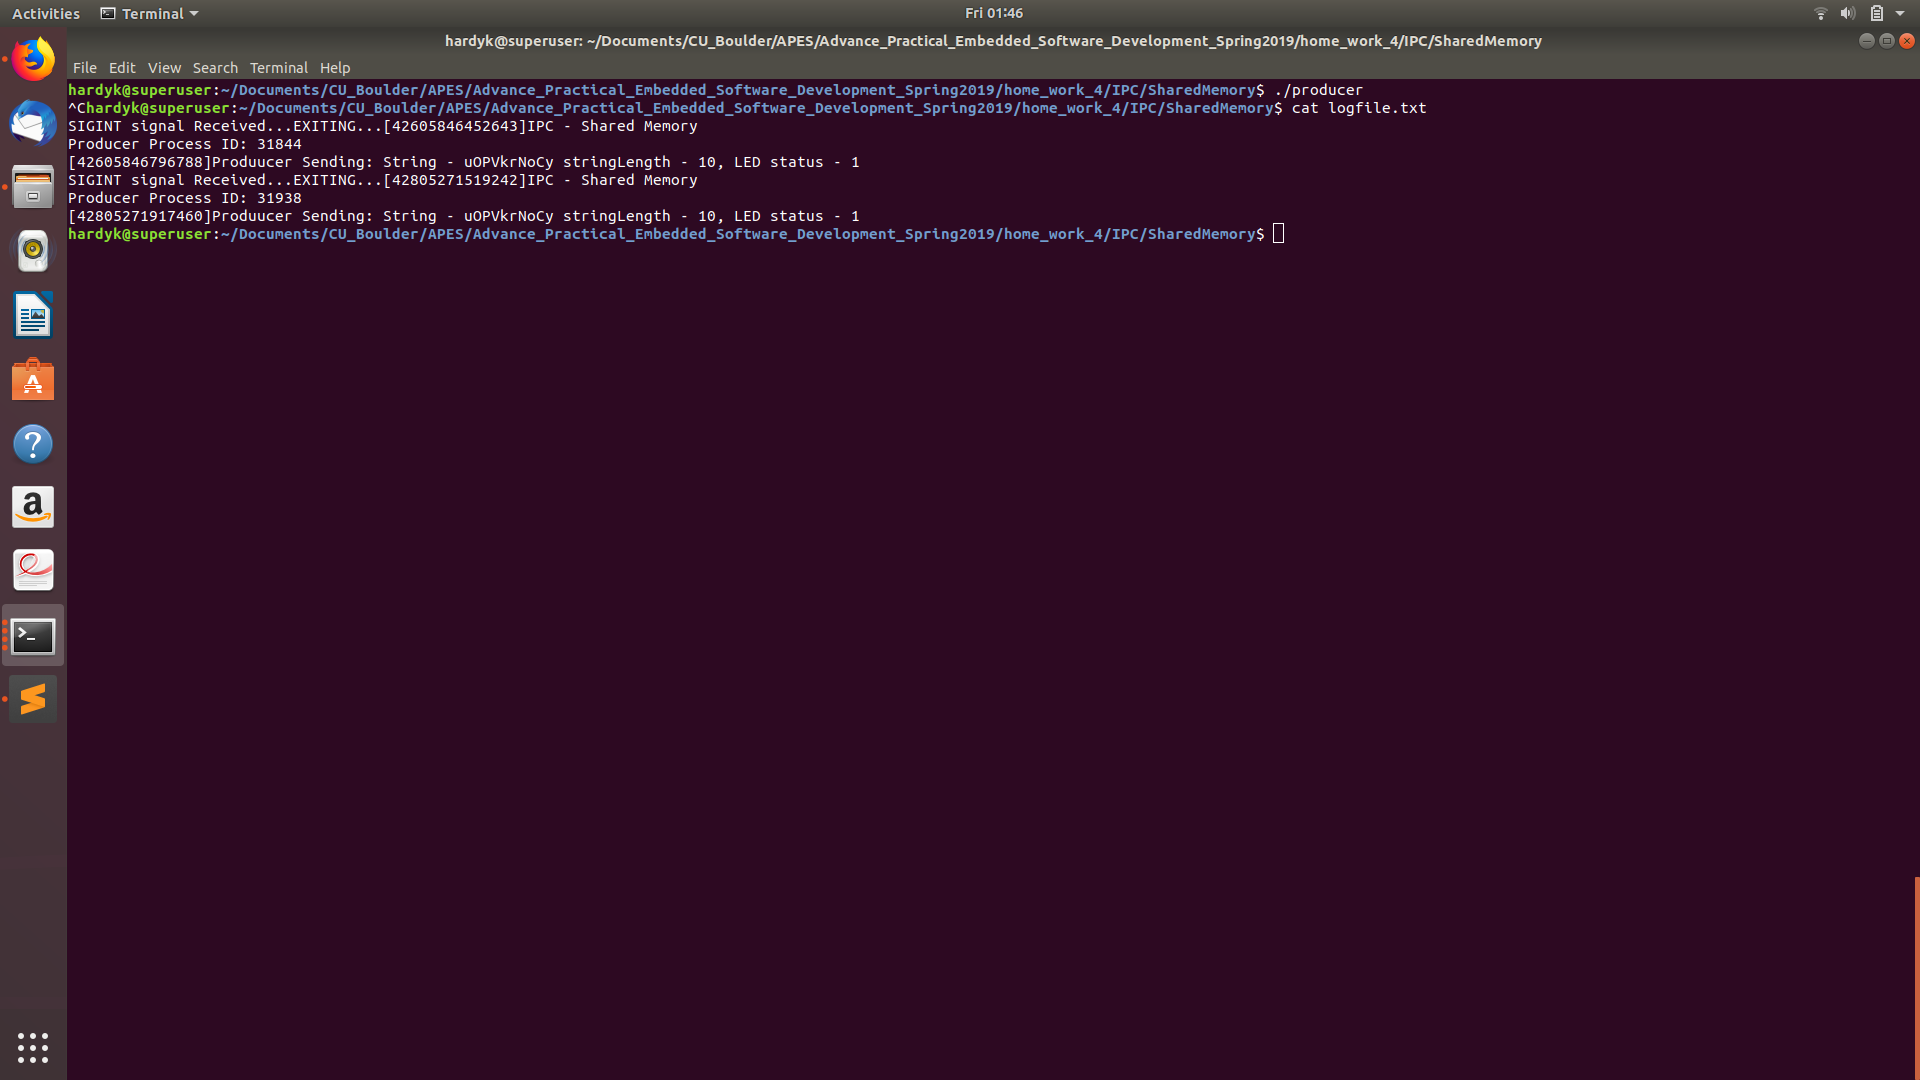 Activities Terminal Fri 01:46
hardyk@superuser: ~/Documents/CU_Boulder/APES/Advance_Practical_Embedded_Software_Development_Spring2019/home_work_4/IPC/SharedMemory
File Edit View Search Terminal Help
hardyk@superuser:~/Documents/CU_Boulder/APES/Advance_Practical_Embedded_Software_Development_Spring2019/home_work_4/IPC/SharedMemory$ ./producer
^Chardyk@superuser:~/Documents/CU_Boulder/APES/Advance_Practical_Embedded_Software_Development_Spring2019/home_work_4/IPC/SharedMemory$ cat logfile.txt
SIGINT signal Received...EXITING...[42605846452643]IPC - Shared Memory
Producer Process ID: 31844
[42605846796788]Produucer Sending: String - uOPVkrNoCy stringLength - 10, LED status - 1
SIGINT signal Received...EXITING...[42805271519242]IPC - Shared Memory
Producer Process ID: 31938
[42805271917460]Produucer Sending: String - uOPVkrNoCy stringLength - 10, LED status - 1
hardyk@superuser:~/Documents/CU_Boulder/APES/Advance_Practical_Embedded_Software_Development_Spring2019/home_work_4/IPC/SharedMemory$